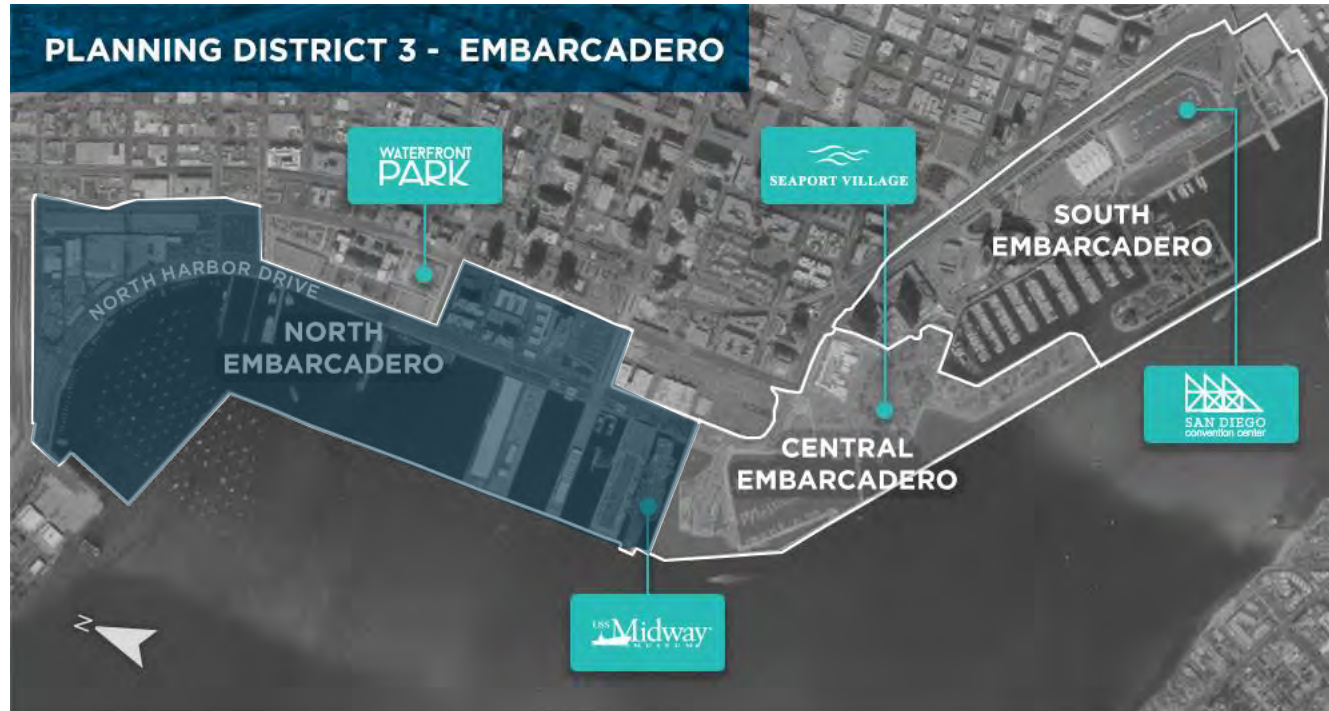 PLANNING DISTRICT 3 - EMBARCADERO
WATERFRONT
PARK
SEAPORT VILLAGE
SOUTH
EMBARCADERO
NORTH HARBOR DRIVE
NORTH
EMBARCADERO
SAN DIEGO
convention center
CENTRAL
EMBARCADERO
USS Midway
MUSEUM
N